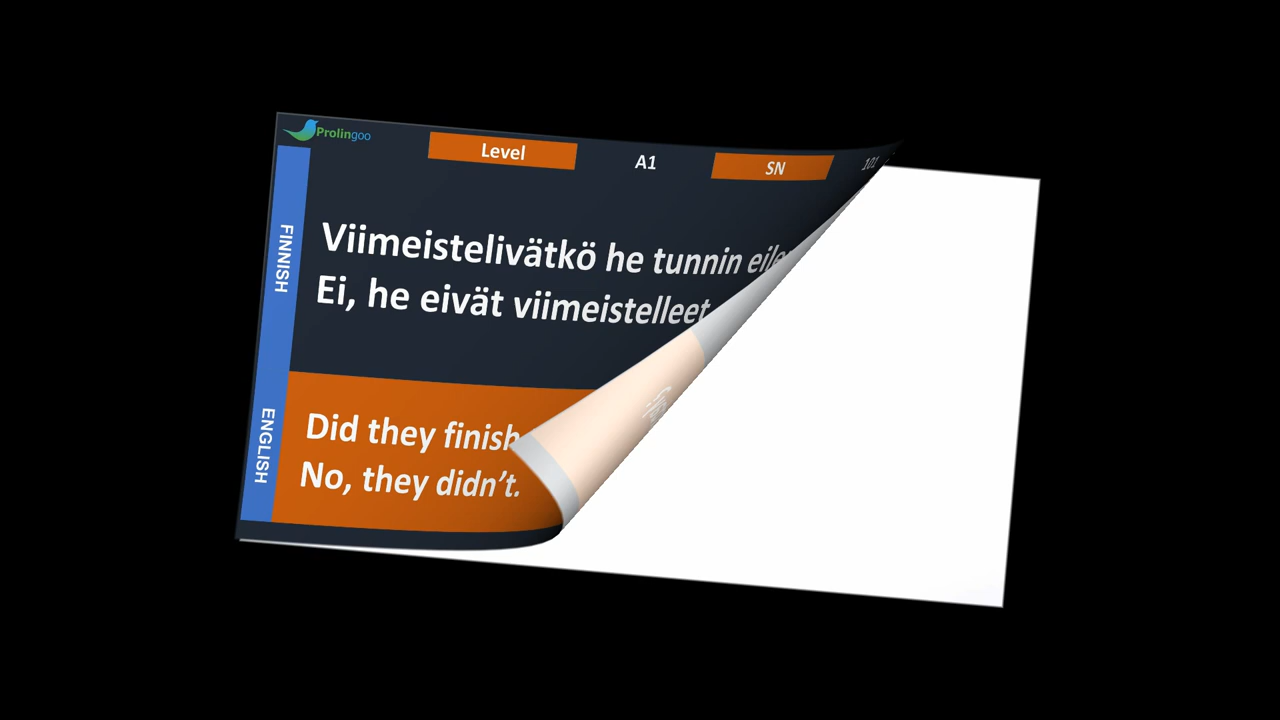 Prolingoo
Level
A1
SN
101
FINNISH
Viimeistelivätkö he tunnin
Ei, he eivät viimeistelleet
ENGLISH
Did they finish
No, they didn't.